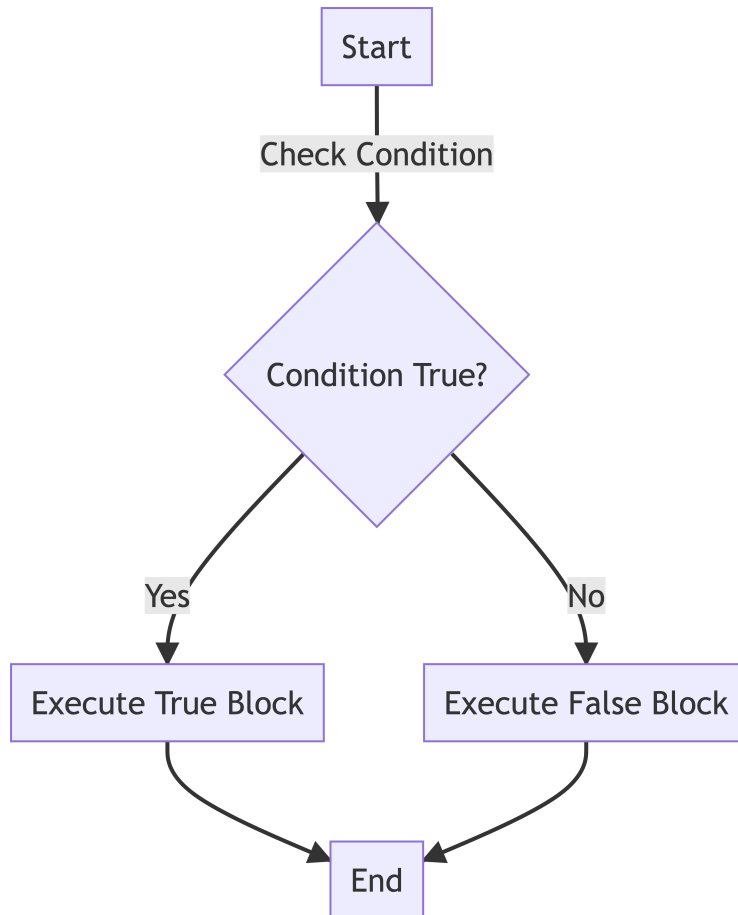 Start
Check Condition
Condition True?
Yes
No
Execute True Block
Execute False Block
End